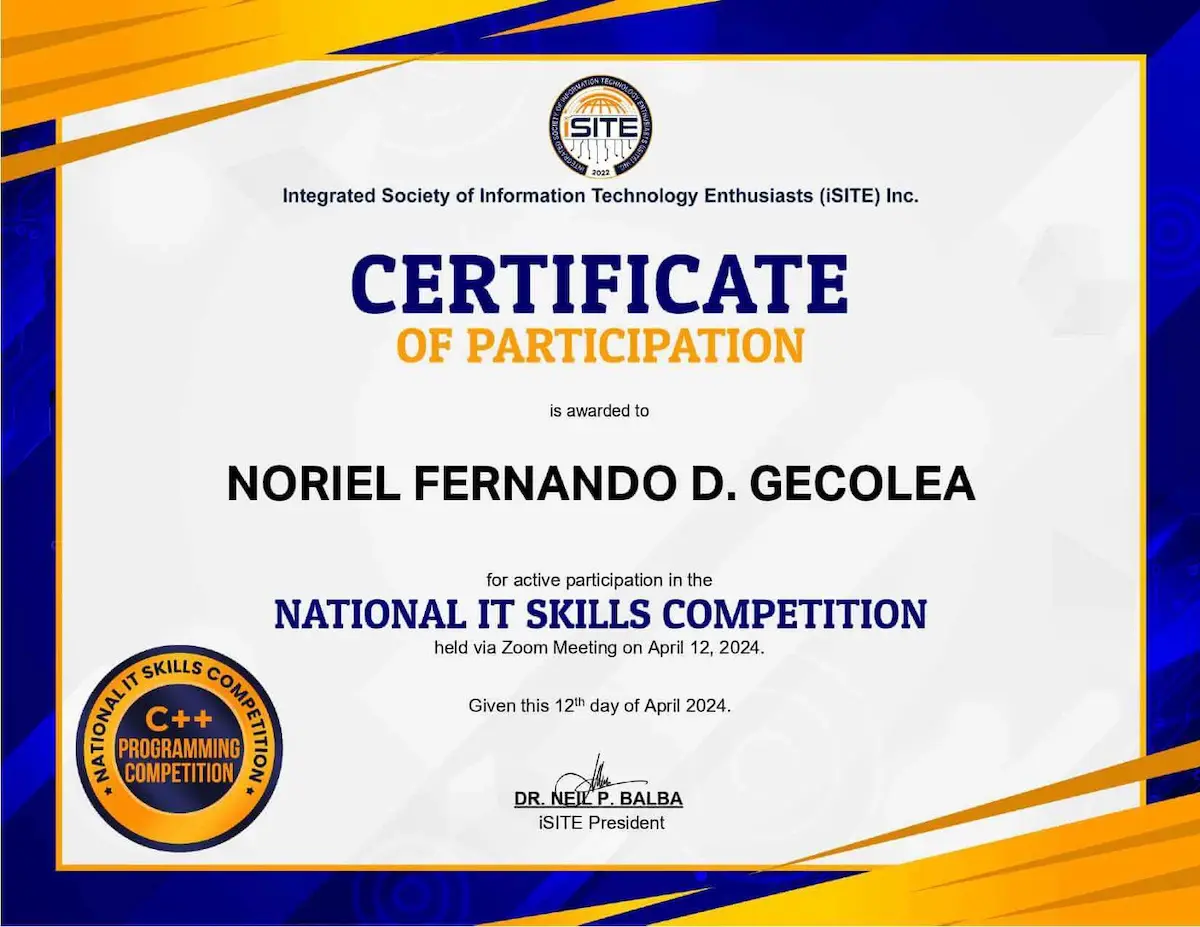 INTEGRATED SOCIETY OF INFORMATION TECHNOLOGY ENTHUSIASTS (iSITE) INC.
iSITE
2022
Integrated Society of Information Technology Enthusiasts (iSITE) Inc.
CERTIFICATE
OF PARTICIPATION
is awarded to
NORIEL FERNANDO D. GECOLEA
for active participation in the
NATIONAL IT SKILLS COMPETITION
held via Zoom Meeting on April 12, 2024.
Given this 12th day of April 2024.
NATIONAL IT SKILLS COMPETITION
C++
PROGRAMMING
COMPETITION
DR. NEIL P. BALBA
iSITE President